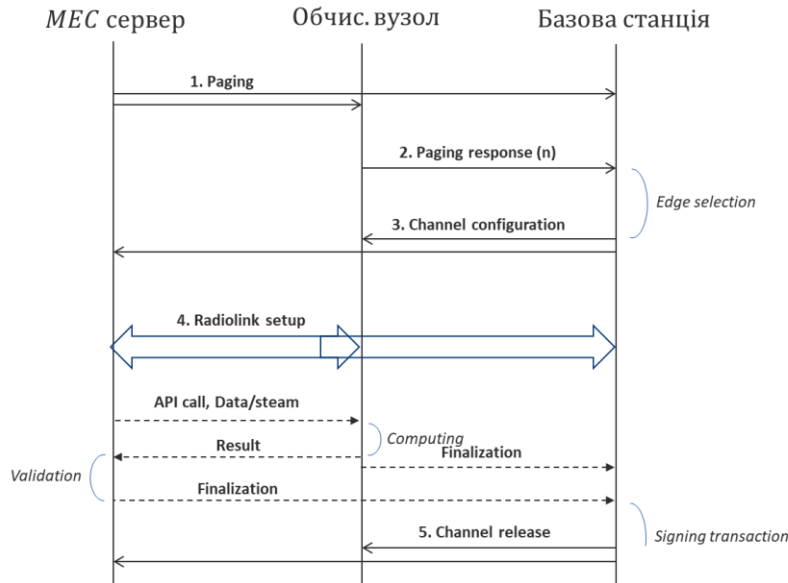 MEC сервер
Обчис. вузол
Базова станція
1. Paging
2. Paging response (n)
Edge selection
3. Channel configuration
4. Radiolink setup
API call, Data/steam
Computing
Result
Finalization
Validation
Finalization
5. Channel release
Signing transaction